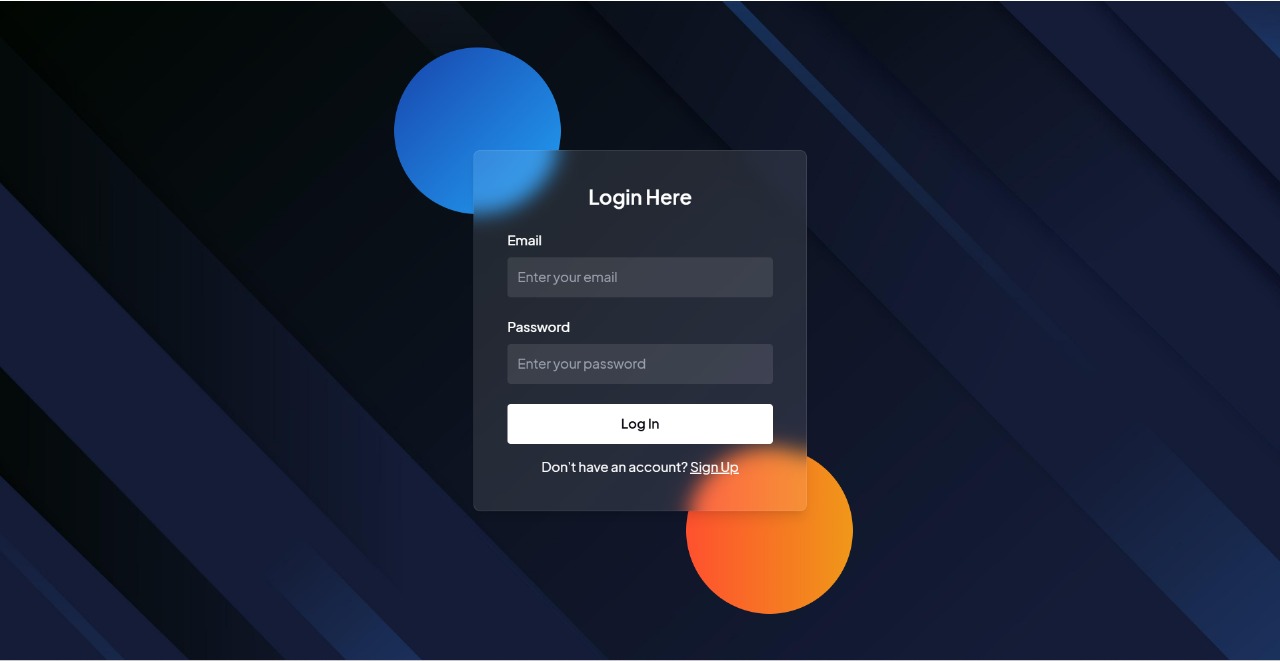 Login Here
Email
Enter your email
Password
Enter your password
Log In
Don't have an account? Sign Up